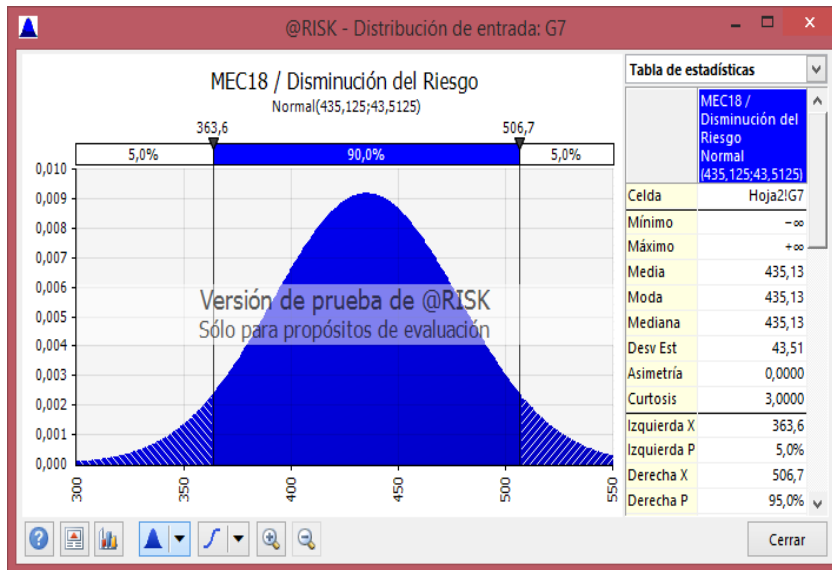 @RISK - Distribución de entrada: G7
MEC18 / Disminución del Riesgo
Normal(435,125;43,5125)
363,6 506,7
5,0% 90,0% 5,0%
0,010
0,009
0,008
0,007
0,006
0,005
0,004
0,003
0,002
0,001
0,000
Versión de prueba de @RISK
Sólo para propósitos de evaluación
300 350 400 450 500 550
Tabla de estadísticas
MEC18 /
Disminución del
Riesgo
Normal
(435,125;43,5125)
Celda Hoja2!G7
Mínimo -∞
Máximo +∞
Media 435,13
Moda 435,13
Mediana 435,13
Desv Est 43,51
Asimetría 0,0000
Curtosis 3,0000
Izquierda X 363,6
Izquierda P 5,0%
Derecha X 506,7
Derecha P 95,0%
Cerrar